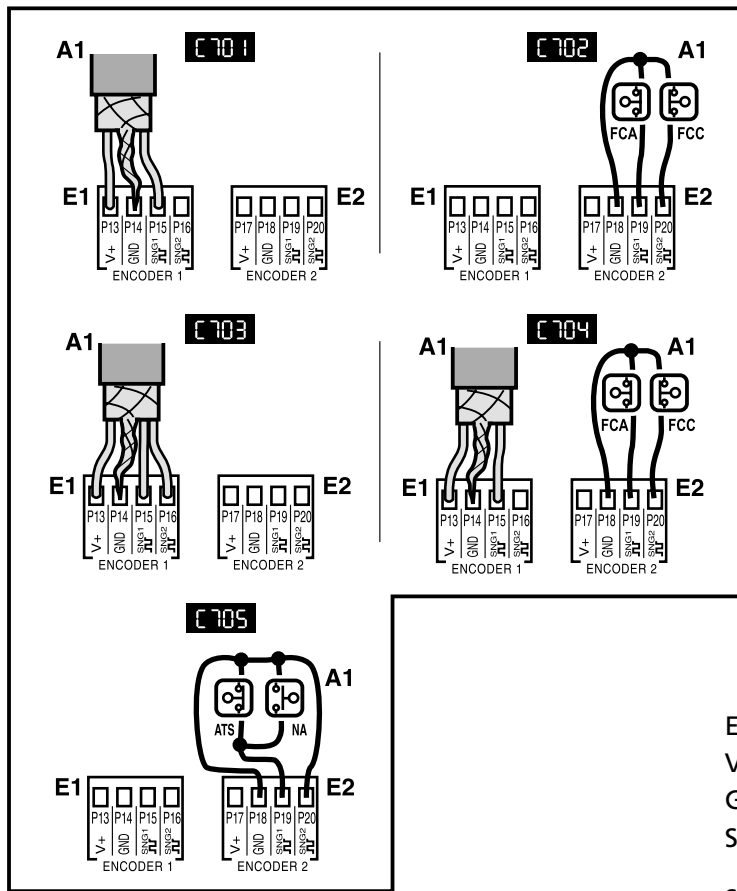 C701
A1
E1
P13 P14 P15 P16
V+ GND SNG1 SNG2
ENCODER 1
E2
P17 P18 P19 P20
V+ GND SNG1 SNG2
ENCODER 2
C702
A1
FCA FCC
E1
P13 P14 P15 P16
V+ GND SNG1 SNG2
ENCODER 1
E2
P17 P18 P19 P20
V+ GND SNG1 SNG2
ENCODER 2
C703
A1
E1
P13 P14 P15 P16
V+ GND SNG1 SNG2
ENCODER 1
E2
P17 P18 P19 P20
V+ GND SNG1 SNG2
ENCODER 2
C704
A1
A1
FCA FCC
E1
P13 P14 P15 P16
V+ GND SNG1 SNG2
ENCODER 1
E2
P17 P18 P19 P20
V+ GND SNG1 SNG2
ENCODER 2
C705
A1
ATS NA
E1
P13 P14 P15 P16
V+ GND SNG1 SNG2
ENCODER 1
E2
P17 P18 P19 P20
V+ GND SNG1 SNG2
ENCODER 2
E
V
G
S